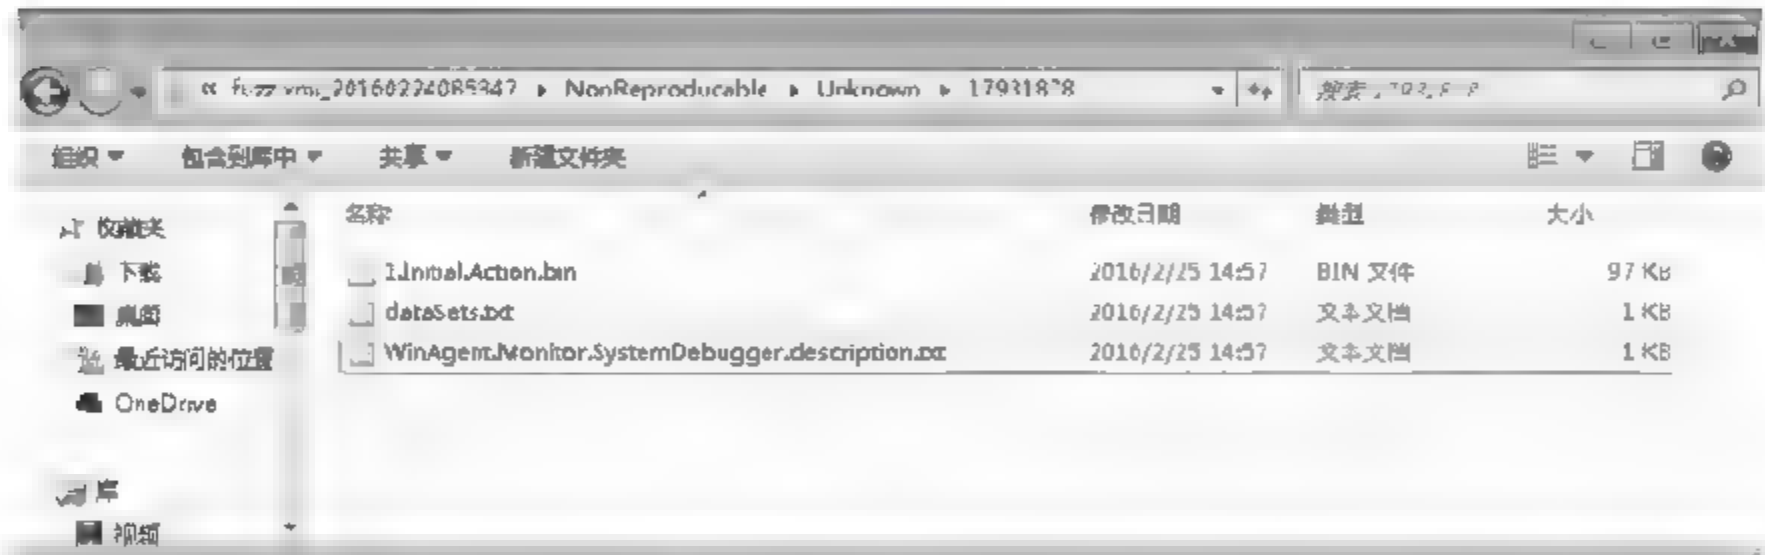 NonReproducable Unknown 17931878
搜索
组织 包含到库中 共享 新建文件夹
名称 修改日期 类型 大小
收藏夹
下载
桌面
最近访问的位置
OneDrive
库
视频
1.Initial.Action.bin 2016/2/25 14:57 BIN 文件 97 KB
dataSets.txt 2016/2/25 14:57 文本文档 1 KB
WinAgent.Monitor.SystemDebugger.description.txt 2016/2/25 14:57 文本文档 1 KB